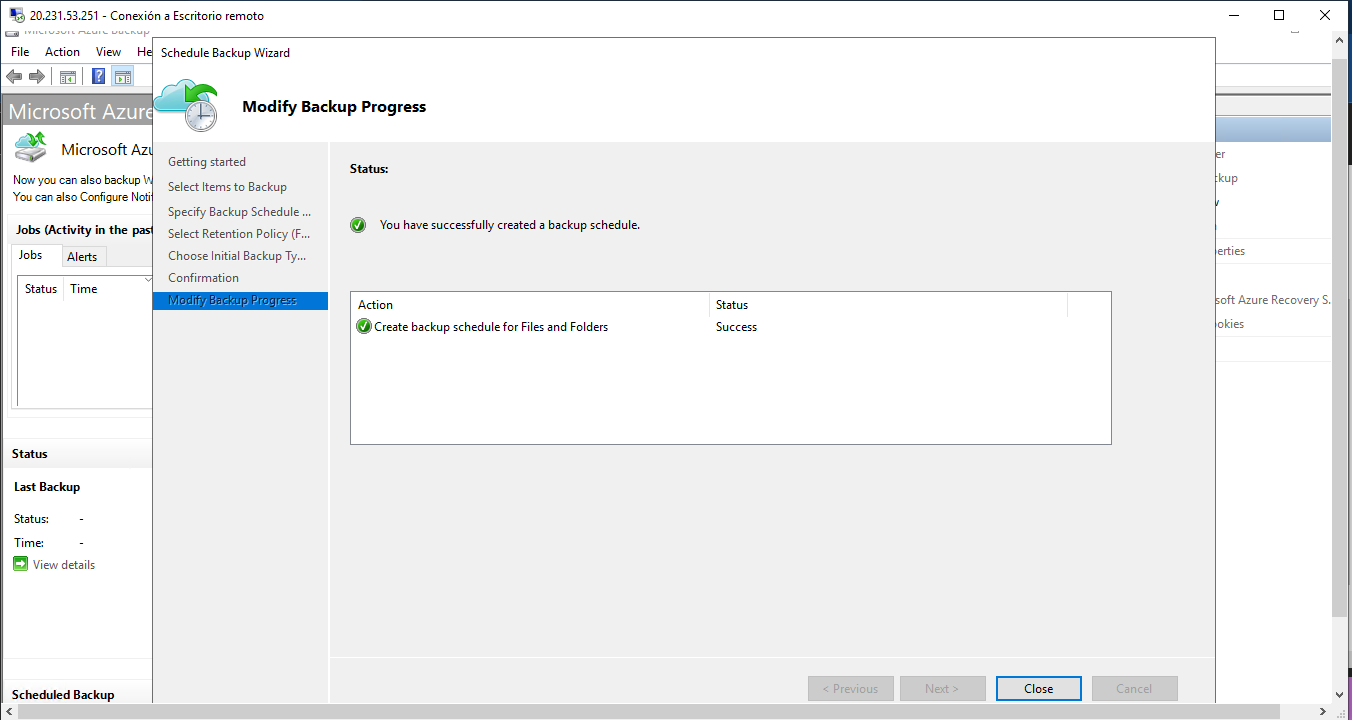 20.231.53.251 - Conexión a Escritorio remoto
Microsoft Azure Backup
File Action View He
Schedule Backup Wizard
Microsoft Azure
Modify Backup Progress
Microsoft Azu
Now you can also backup W
You can also Configure Notif
Jobs (Activity in the past
Jobs
Alerts
Status
Time
Getting started
Select Items to Backup
Specify Backup Schedule ...
Select Retention Policy (F...
Choose Initial Backup Ty...
Confirmation
Modify Backup Progress
Status:
You have successfully created a backup schedule.
Action
Status
Create backup schedule for Files and Folders
Success
er
kup
w
erties
soft Azure Recovery S.
okies
Status
Last Backup
Status: -
Time: -
View details
Scheduled Backup
< Previous
Next >
Close
Cancel